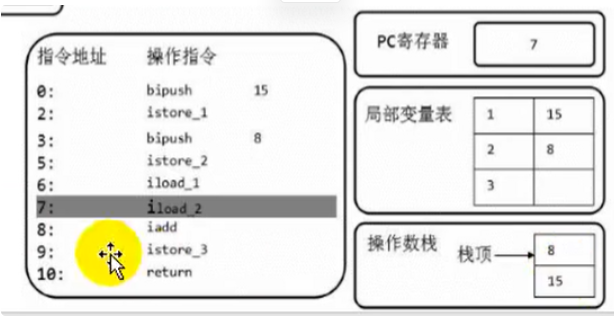 指令地址 操作指令
0: bipush 15
2: istore_1
3: bipush 8
5: istore_2
6: iload_1
7: iload_2
8: iadd
9: istore_3
10: return
PC寄存器 7
局部变量表 1 15
2 8
3
操作数栈 栈顶 8
15